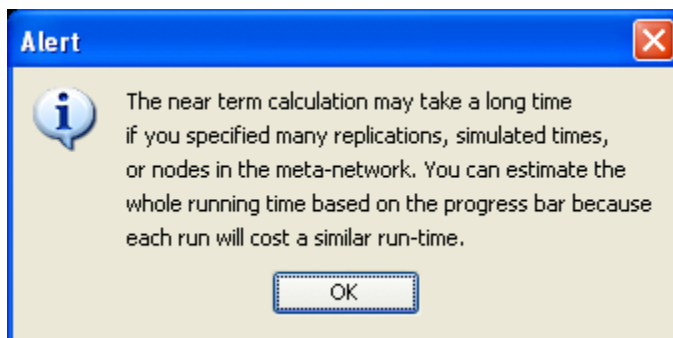 Alert
The near term calculation may take a long time
if you specified many replications, simulated times,
or nodes in the meta-network. You can estimate the
whole running time based on the progress bar because
each run will cost a similar run-time.
OK